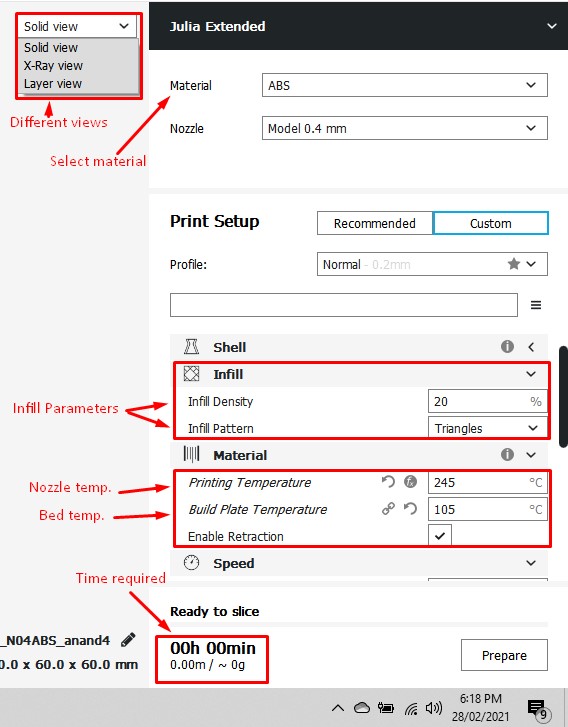 Solid view
Solid view
X-Ray view
Layer view
Different views
Select material
Julia Extended
Material ABS
Nozzle Model 0.4 mm
Print Setup Recommended Custom
Profile: Normal - 0.2mm
Shell
Infill
Infill Density 20 %
Infill Pattern Triangles
Infill Parameters
Material
Printing Temperature 245 °C
Nozzle temp.
Build Plate Temperature 105 °C
Bed temp.
Enable Retraction
Speed
Time required
Ready to slice
_N04ABS_anand4
0.0 x 60.0 x 60.0 mm
00h 00min
0.00m / ~ 0g
Prepare
6:18 PM
28/02/2021
9